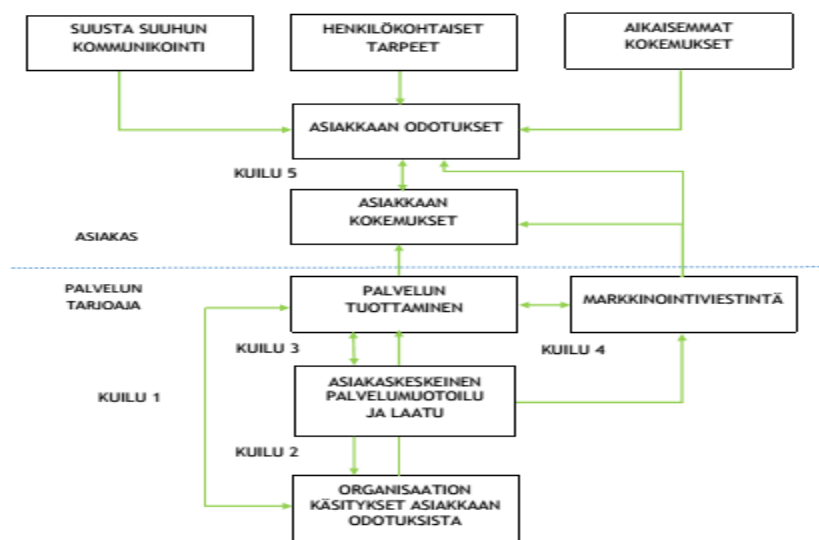 SUUSTA SUUHUN
KOMMUNIKOINTI
HENKILÖKOHTAISET
TARPEET
AIKAISEMMAT
KOKEMUKSET
ASIAKKAAN ODOTUKSET
KUILU 5
ASIAKKAAN
KOKEMUKSET
ASIAKAS
PALVELUN
TARJOAJA
PALVELUN
TUOTTAMINEN
MARKKINOINTIVIESTINTÄ
KUILU 3
KUILU 4
ASIAKASKESKEINEN
PALVELUMUOTOILU
JA LAATU
KUILU 1
KUILU 2
ORGANISAATION
KÄSITYKSET ASIAKKAAN
ODOTUKSISTA